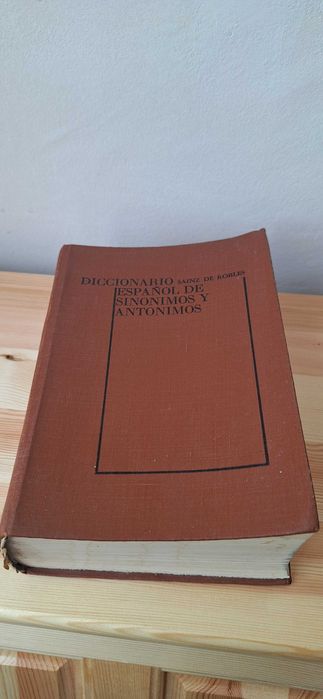 DICCIONARIO SAINZ DE ROBLES
ESPAÑOL DE
SINONIMOS Y
ANTONIMOS